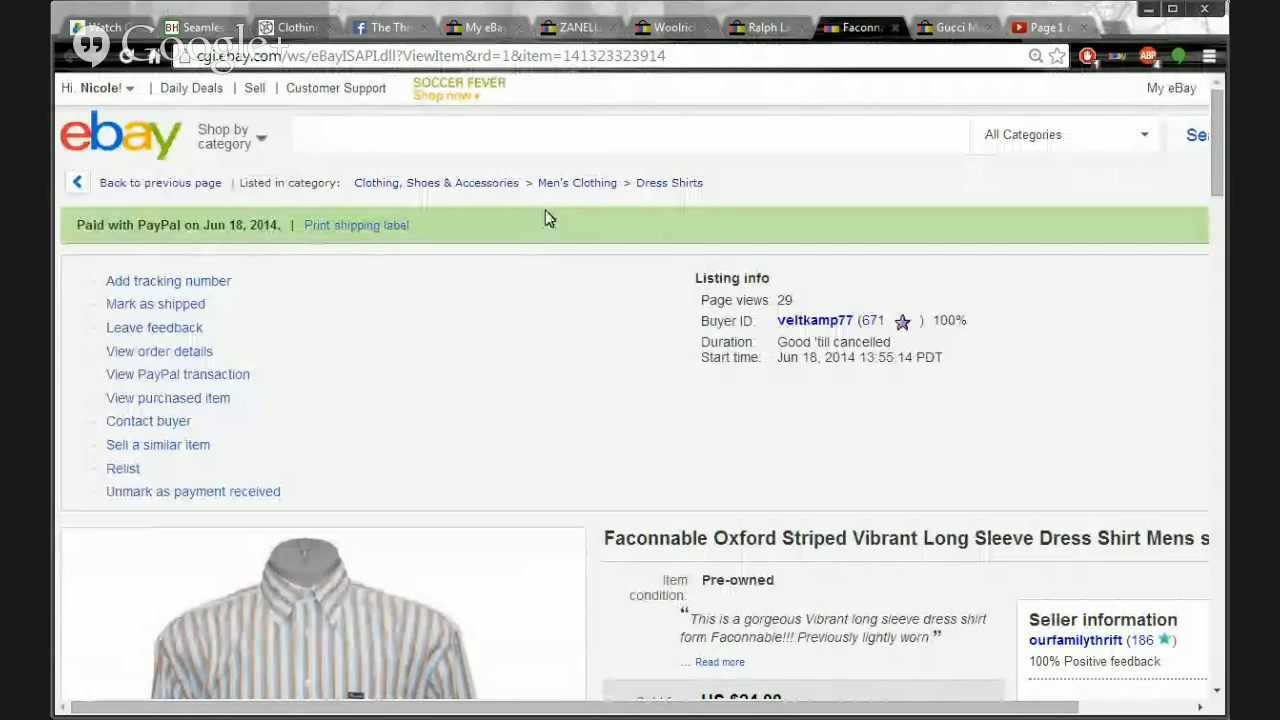 Watch C
BH Seamle
Clothing
The Thr
My eBa
ZANELL
Woolric
Ralph L
Faconn
Gucci M
Page 1
Google+
cgi.ebay.com/ws/eBayISAPI.dll?ViewItem&rd=1&item=141323323914
ABP
Hi, Nicole! | Daily Deals | Sell | Customer Support
SOCCER FEVER
Shop now
My eBay
ebay
Shop by
category
All Categories
Se
Back to previous page | Listed in category: Clothing, Shoes & Accessories > Men's Clothing > Dress Shirts
Paid with PayPal on Jun 18, 2014. | Print shipping label
Add tracking number
Mark as shipped
Leave feedback
View order details
View PayPal transaction
View purchased item
Contact buyer
Sell a similar item
Relist
Unmark as payment received
Listing info
Page views: 29
Buyer ID: veltkamp77 (671 ) 100%
Duration: Good 'till cancelled
Start time: Jun 18, 2014 13:55:14 PDT
Faconnable Oxford Striped Vibrant Long Sleeve Dress Shirt Mens s
Item
condition:
Pre-owned
"This is a gorgeous Vibrant long sleeve dress shirt
form Faconnable!!! Previously lightly worn "
... Read more
US $24.00
Seller information
ourfamilythrift (186 )
100% Positive feedback